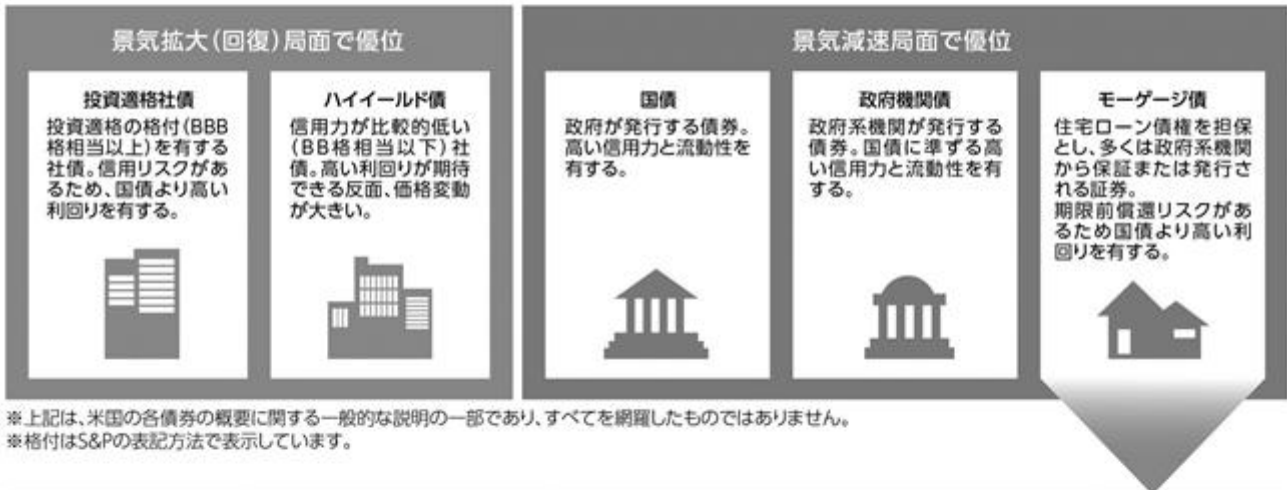 景気拡大(回復)局面で優位
投資適格社債
投資適格の格付(BBB
格相当以上)を有する
社債。信用リスクがあ
るため、国債より高い
利回りを有する。
ハイイールド債
信用力が比較的低い
(BB格相当以下)社
債。高い利回りが期待
できる反面、価格変動
が大きい。
景気減速局面で優位
国債
政府が発行する債券。
高い信用力と流動性を
有する。
政府機関債
政府系機関が発行する
債券。国債に準ずる高
い信用力と流動性を有
する。
モーゲージ債
住宅ローン債権を担保
とし、多くは政府系機関
から保証または発行さ
れる証券。
期限前償還リスクがあ
るため国債より高い利
回りを有する。
※上記は、米国の各債券の概要に関する一般的な説明の一部であり、すべてを網羅したものではありません。
※格付はS&Pの表記方法で表示しています。